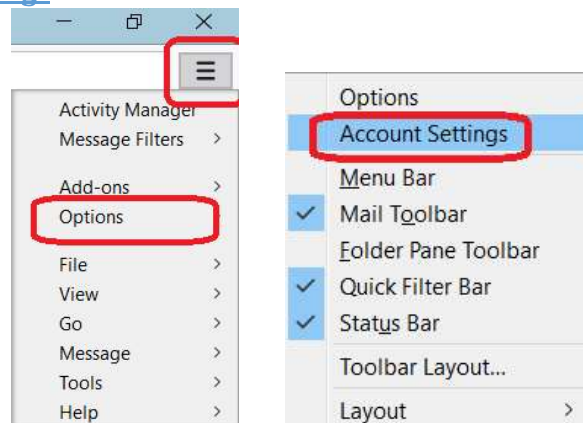 Activity Manager
Message Filters
Add-ons
Options
File
View
Go
Message
Tools
Help
Options
Account Settings
Menu Bar
Mail Toolbar
Folder Pane Toolbar
Quick Filter Bar
Status Bar
Toolbar Layout...
Layout